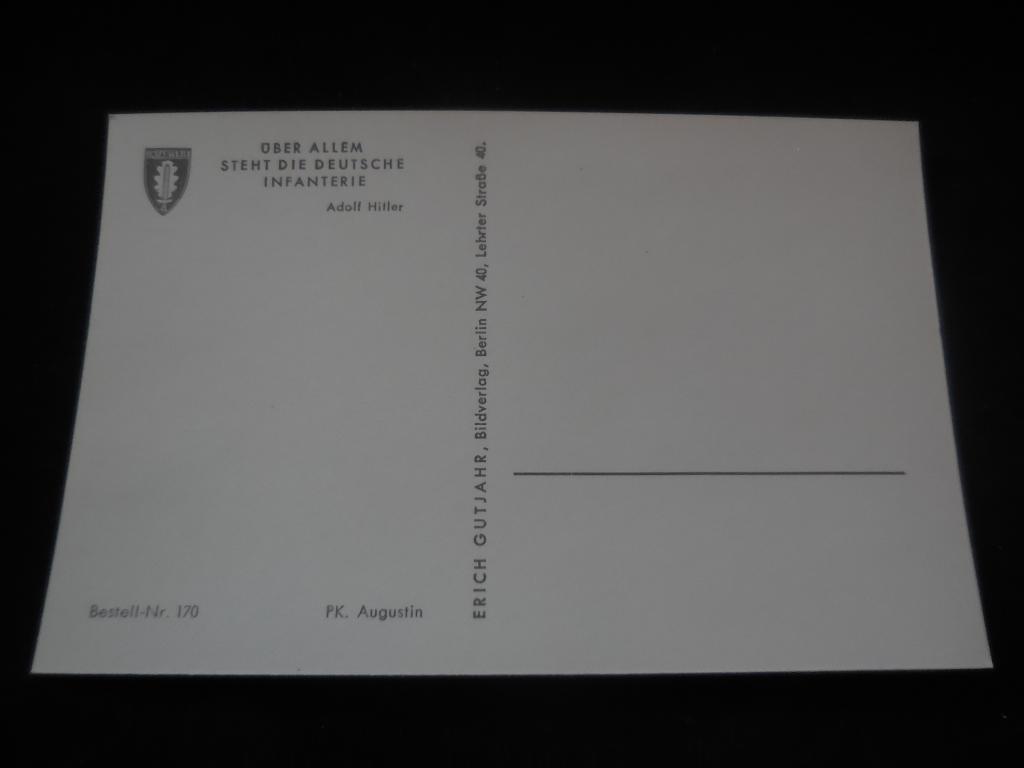 INFANTERIE
ÜBER ALLEM
STEHT DIE DEUTSCHE
INFANTERIE
Adolf Hitler
Bestell-Nr. 170
PK. Augustin
ERICH GUTJAHR, Bildverlag, Berlin NW 40, Lehrter Straße 40.